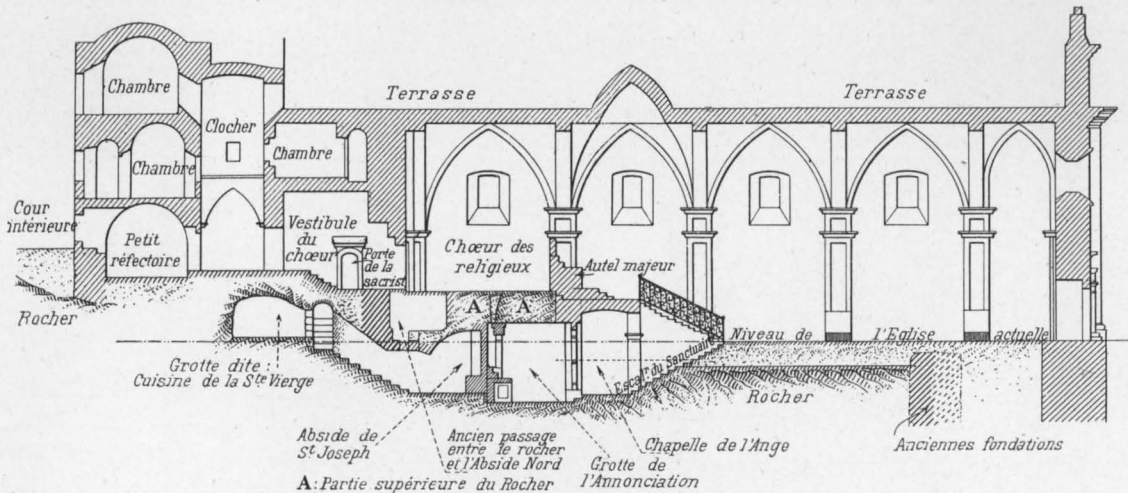 Terrasse
Terrasse
Chambre
Clocher
Chambre
Chambre
Cour
intérieure
Petit
réfectoire
Vestibule
du
chœur
Porte
de la
sacrist.
Chœur des
religieux
Autel majeur
A
A
Rocher
Niveau de l'Eglise actuelle
Escalr du Sanctuaire
Grotte dite:
Cuisine de la Ste Vierge
Rocher
Abside de
St Joseph
Ancien passage
entre le rocher
et l'Abside Nord
Grotte de
l'Annonciation
Chapelle de l'Ange
Anciennes fondations
A: Partie supérieure du Rocher